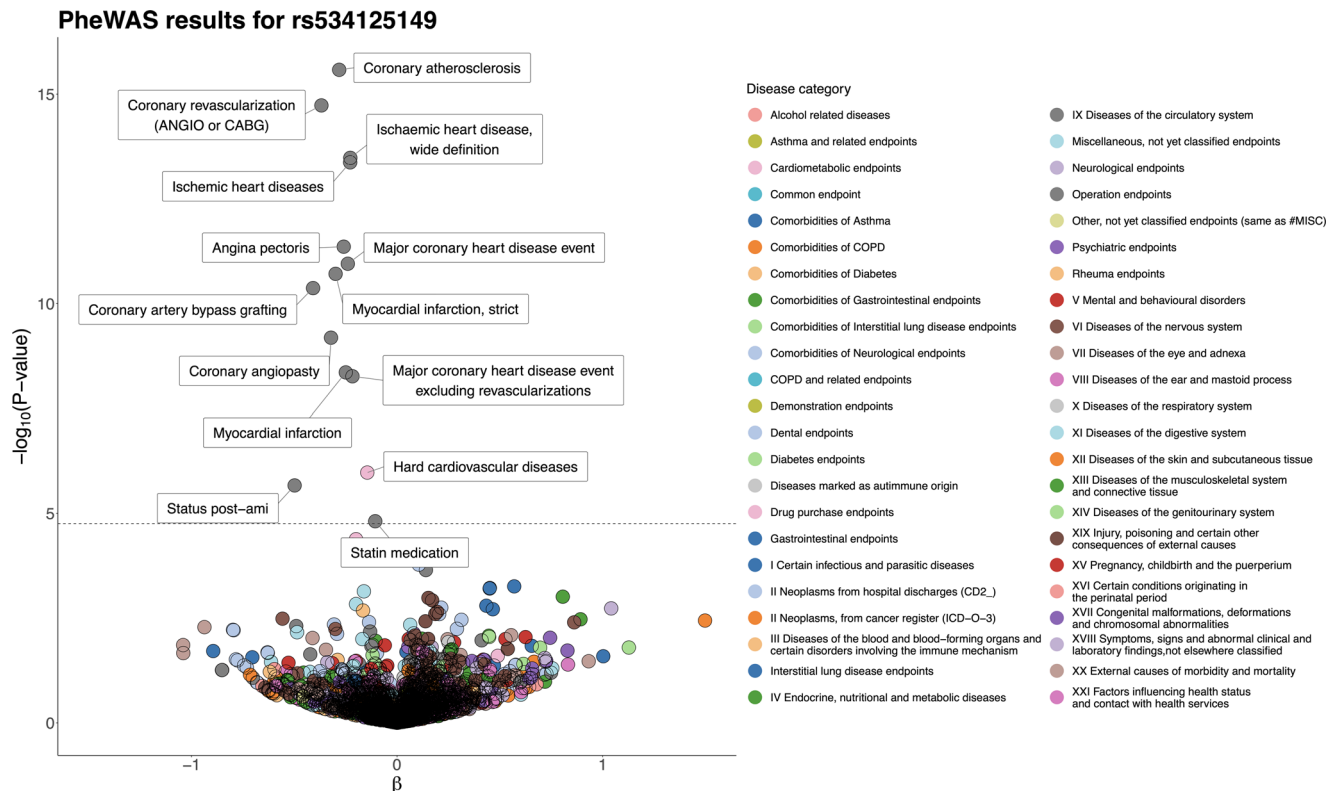 PheWAS results for rs534125149
−log10(P−value)
15
10
5
0
−1
0
1
β
Coronary atherosclerosis
Coronary revascularization
(ANGIO or CABG)
Ischaemic heart disease,
wide definition
Ischemic heart diseases
Angina pectoris
Major coronary heart disease event
Coronary artery bypass grafting
Myocardial infarction, strict
Coronary angiopasty
Major coronary heart disease event
excluding revascularizations
Myocardial infarction
Hard cardiovascular diseases
Status post−ami
Statin medication
Disease category
Alcohol related diseases
Asthma and related endpoints
Cardiometabolic endpoints
Common endpoint
Comorbidities of Asthma
Comorbidities of COPD
Comorbidities of Diabetes
Comorbidities of Gastrointestinal endpoints
Comorbidities of Interstitial lung disease endpoints
Comorbidities of Neurological endpoints
COPD and related endpoints
Demonstration endpoints
Dental endpoints
Diabetes endpoints
Diseases marked as autimmune origin
Drug purchase endpoints
Gastrointestinal endpoints
I Certain infectious and parasitic diseases
II Neoplasms from hospital discharges (CD2_)
II Neoplasms, from cancer register (ICD−O−3)
III Diseases of the blood and blood−forming organs and
certain disorders involving the immune mechanism
Interstitial lung disease endpoints
IV Endocrine, nutritional and metabolic diseases
IX Diseases of the circulatory system
Miscellaneous, not yet classified endpoints
Neurological endpoints
Operation endpoints
Other, not yet classified endpoints (same as #MISC)
Psychiatric endpoints
Rheuma endpoints
V Mental and behavioural disorders
VI Diseases of the nervous system
VII Diseases of the eye and adnexa
VIII Diseases of the ear and mastoid process
X Diseases of the respiratory system
XI Diseases of the digestive system
XII Diseases of the skin and subcutaneous tissue
XIII Diseases of the musculoskeletal system
and connective tissue
XIV Diseases of the genitourinary system
XIX Injury, poisoning and certain other
consequences of external causes
XV Pregnancy, childbirth and the puerperium
XVI Certain conditions originating in
the perinatal period
XVII Congenital malformations, deformations
and chromosomal abnormalities
XVIII Symptoms, signs and abnormal clinical and
laboratory findings,not elsewhere classified
XX External causes of morbidity and mortality
XXI Factors influencing health status
and contact with health services